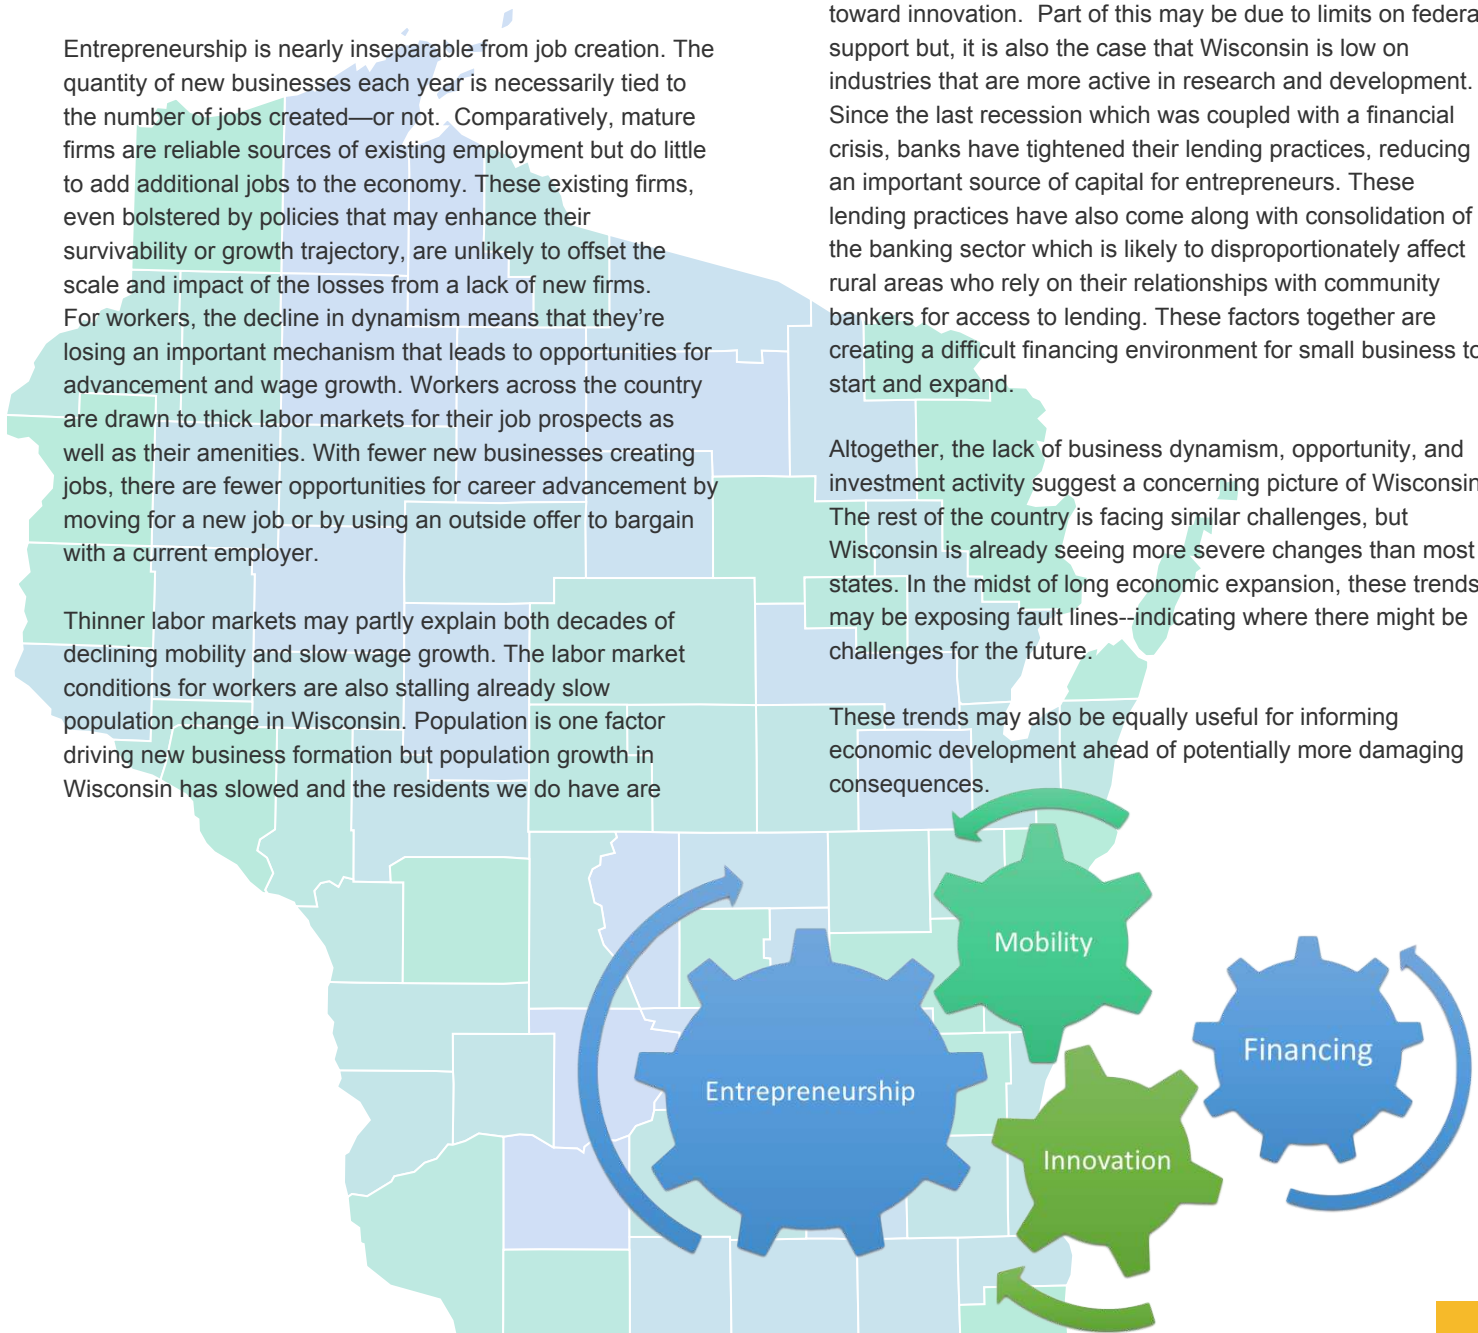 Entrepreneurship is nearly inseparable from job creation. The
quantity of new businesses each year is necessarily tied to
the number of jobs created—or not.  Comparatively, mature
firms are reliable sources of existing employment but do little
to add additional jobs to the economy. These existing firms,
even bolstered by policies that may enhance their
survivability or growth trajectory, are unlikely to offset the
scale and impact of the losses from a lack of new firms.
For workers, the decline in dynamism means that they’re
losing an important mechanism that leads to opportunities for
advancement and wage growth. Workers across the country
are drawn to thick labor markets for their job prospects as
well as their amenities. With fewer new businesses creating
jobs, there are fewer opportunities for career advancement by
moving for a new job or by using an outside offer to bargain
with a current employer.
Thinner labor markets may partly explain both decades of
declining mobility and slow wage growth. The labor market
conditions for workers are also stalling already slow
population change in Wisconsin. Population is one factor
driving new business formation but population growth in
Wisconsin has slowed and the residents we do have are
toward innovation.  Part of this may be due to limits on federa
support but, it is also the case that Wisconsin is low on
industries that are more active in research and development.
Since the last recession which was coupled with a financial
crisis, banks have tightened their lending practices, reducing
an important source of capital for entrepreneurs. These
lending practices have also come along with consolidation of
the banking sector which is likely to disproportionately affect
rural areas who rely on their relationships with community
bankers for access to lending. These factors together are
creating a difficult financing environment for small business to
start and expand.
Altogether, the lack of business dynamism, opportunity, and
investment activity suggest a concerning picture of Wisconsin
The rest of the country is facing similar challenges, but
Wisconsin is already seeing more severe changes than most
states. In the midst of long economic expansion, these trends
may be exposing fault lines--indicating where there might be
challenges for the future.
These trends may also be equally useful for informing
economic development ahead of potentially more damaging
consequences.
Mobility
Financing
Entrepreneurship
Innovation